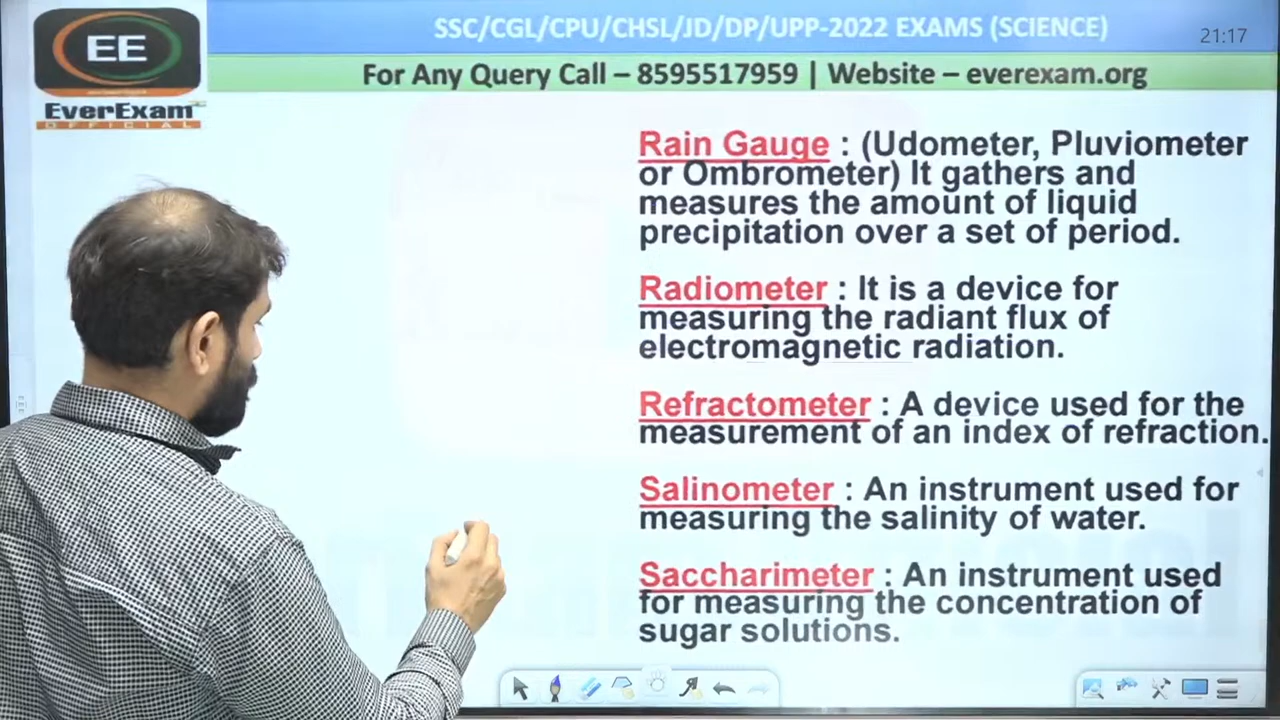 EE
EverExam
OFFICIAL
SSC/CGL/CPU/CHSL/JD/DP/UPP-2022 EXAMS (SCIENCE)
21:17
For Any Query Call – 8595517959 | Website – everexam.org
Rain Gauge : (Udometer, Pluviometer
or Ombrometer) It gathers and
measures the amount of liquid
precipitation over a set of period.
Radiometer : It is a device for
measuring the radiant flux of
electromagnetic radiation.
Refractometer : A device used for the
measurement of an index of refraction.
Salinometer : An instrument used for
measuring the salinity of water.
Saccharimeter : An instrument used
for measuring the concentration of
sugar solutions.